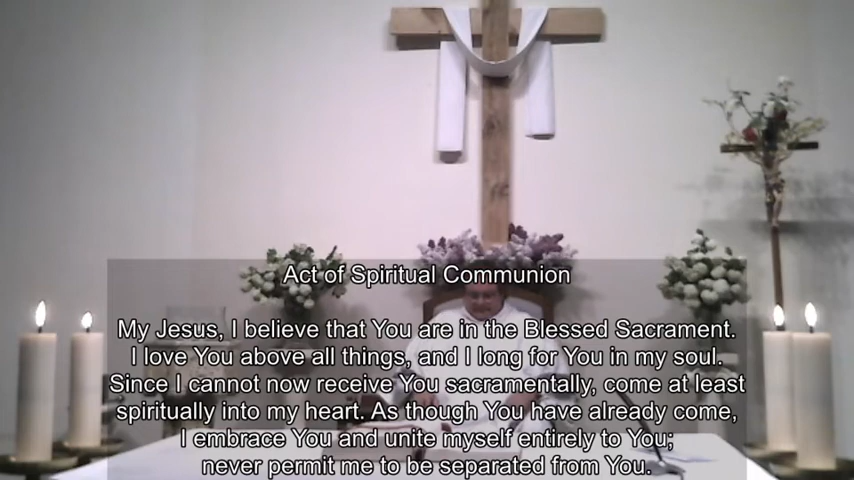 Act of Spiritual Communion
My Jesus, I believe that You are in the Blessed Sacrament.
I love You above all things, and I long for You in my soul.
Since I cannot now receive You sacramentally, come at least
spiritually into my heart. As though You have already come,
I embrace You and unite myself entirely to You;
never permit me to be separated from You.